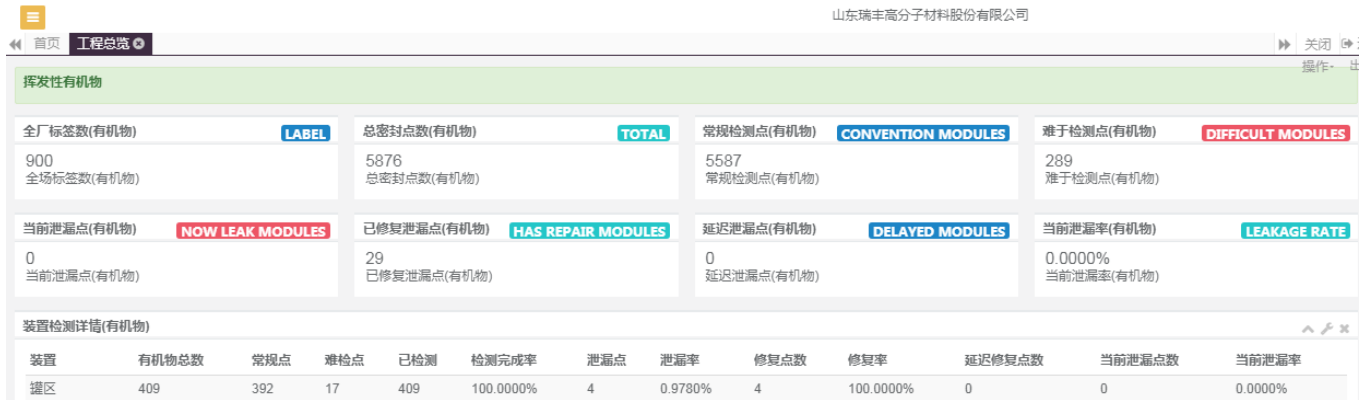 山东瑞丰高分子材料股份有限公司
首页 工程总览 关闭
操作 出
挥发性有机物
全厂标签数(有机物) LABEL 总密封点数(有机物) TOTAL 常规检测点(有机物) CONVENTION MODULES 难于检测点(有机物) DIFFICULT MODULES
900 5876 5587 289
全场标签数(有机物) 总密封点数(有机物) 常规检测点(有机物) 难于检测点(有机物)
当前泄漏点(有机物) NOW LEAK MODULES 已修复泄漏点(有机物) HAS REPAIR MODULES 延迟泄漏点(有机物) DELAYED MODULES 当前泄漏率(有机物) LEAKAGE RATE
0 29 0 0.0000%
当前泄漏点(有机物) 已修复泄漏点(有机物) 延迟泄漏点(有机物) 当前泄漏率(有机物)
装置检测详情(有机物)
装置 有机物总数 常规点 难检点 已检测 检测完成率 泄漏点 泄漏率 修复点数 修复率 延迟修复点数 当前泄漏点数 当前泄漏率
罐区 409 392 17 409 100.0000% 4 0.9780% 4 100.0000% 0 0 0.0000%